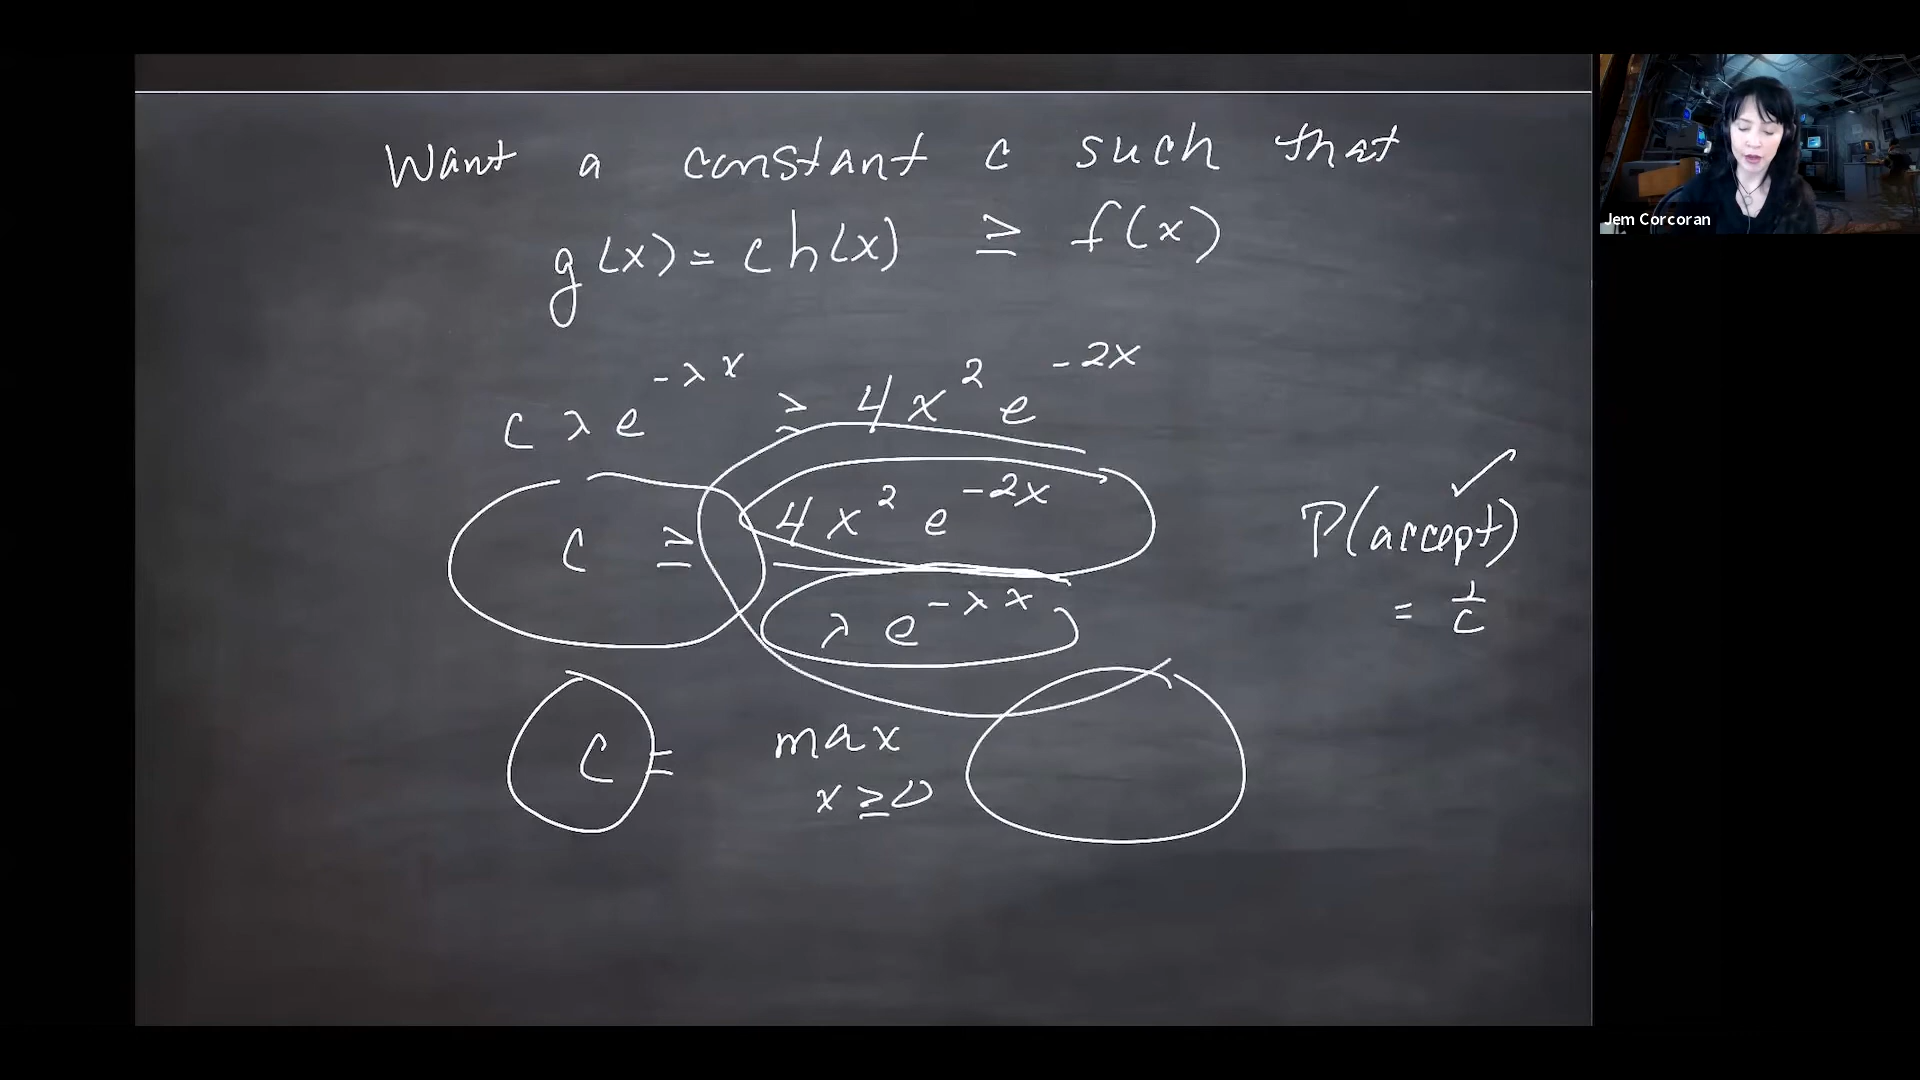 Want a constant c such that
g(x) = c h(x) ≥ f(x)
c λ e^{-λx} ≥ 4x² e^{-2x}
c ≥ 4x² e^{-2x} / λ e^{-λx}
P(accept) ✓
= 1/c
c = max x≥0
Jem Corcoran